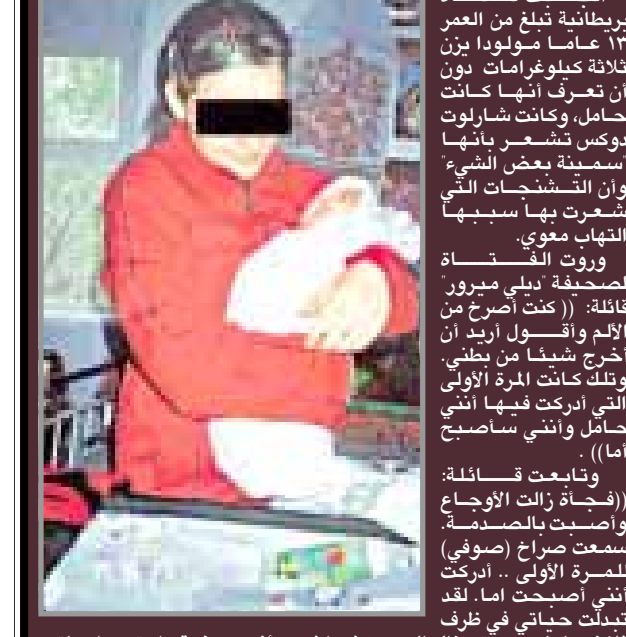 بريطانية تبلغ من العمر
١٣ عاما مولودا يزن
ثلاثة كيلوغرامات دون
أن تعرف أنها كانت
حامل، وكانت شارلوت
دوكس تشعر بأنها
"سمينة بعض الشيء"
وأن التشنجات التي
شعرت بها سببها
التهاب معوي.
وروت الفتاة
لصحيفة "ديلي ميرور"
قائلة: (( كنت أصرخ من
الألم وأقول أريد أن
أخرج شيئا من بطني.
وتلك كانت المرة الأولى
التي أدركت فيها أنني
حامل وأنني سأصبح
أما)) .
وتابعت قائلة:
((فجأة زالت الأوجاع
وأصبت بالصدمة.
سمعت صراخ (صوفي)
للمرة الأولى .. أدركت
أنني أصبحت اما. لقد
تبدلت حياتي في ظرف